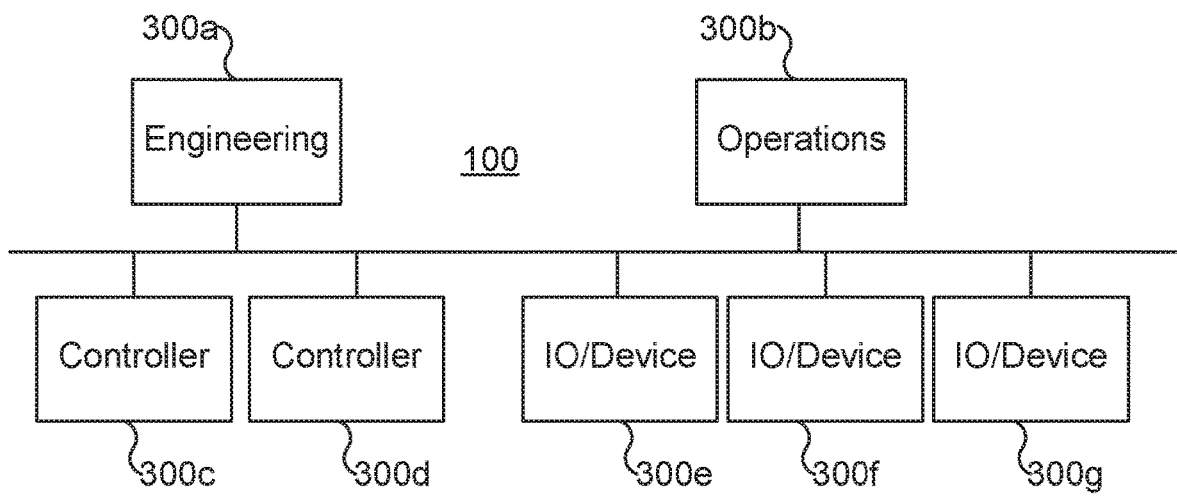 300a
300b
Engineering
Operations
100
Controller
Controller
IO/Device
IO/Device
IO/Device
300c
300d
300e
300f
300g